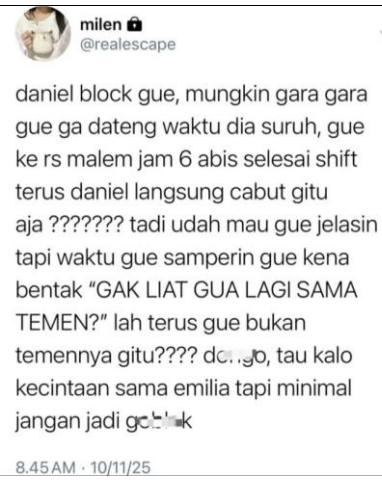 milen
@realescape
daniel block gue, mungkin gara gara
gue ga dateng waktu dia suruh, gue
ke rs malem jam 6 abis selesai shift
terus daniel langsung cabut gitu
aja ??????? tadi udah mau gue jelasin
tapi waktu gue samperin gue kena
bentak “GAK LIAT GUA LAGI SAMA
TEMEN?” lah terus gue bukan
temennya gitu???? tau kalo
kecintaan sama emilia tapi minimal
jangan jadi
8.45 AM · 10/11/25